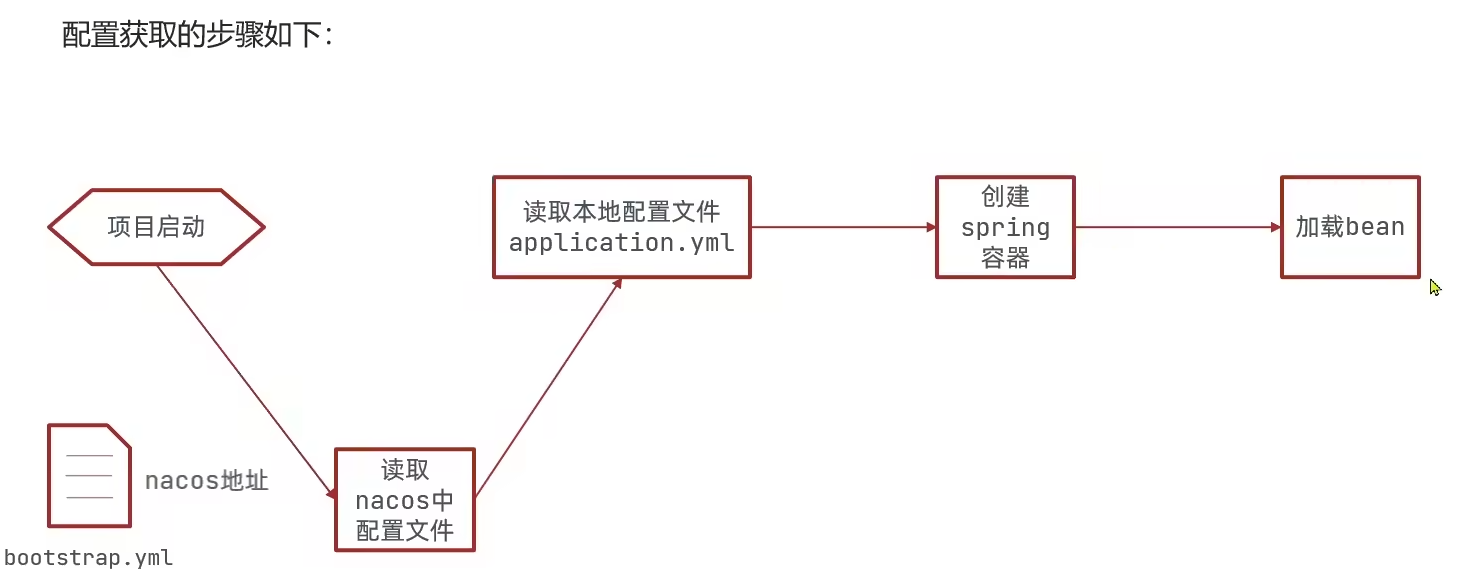 配置获取的步骤如下：
项目启动
读取本地配置文件
application.yml
创建
spring
容器
加载bean
nacos地址
bootstrap.yml
读取
nacos中
配置文件